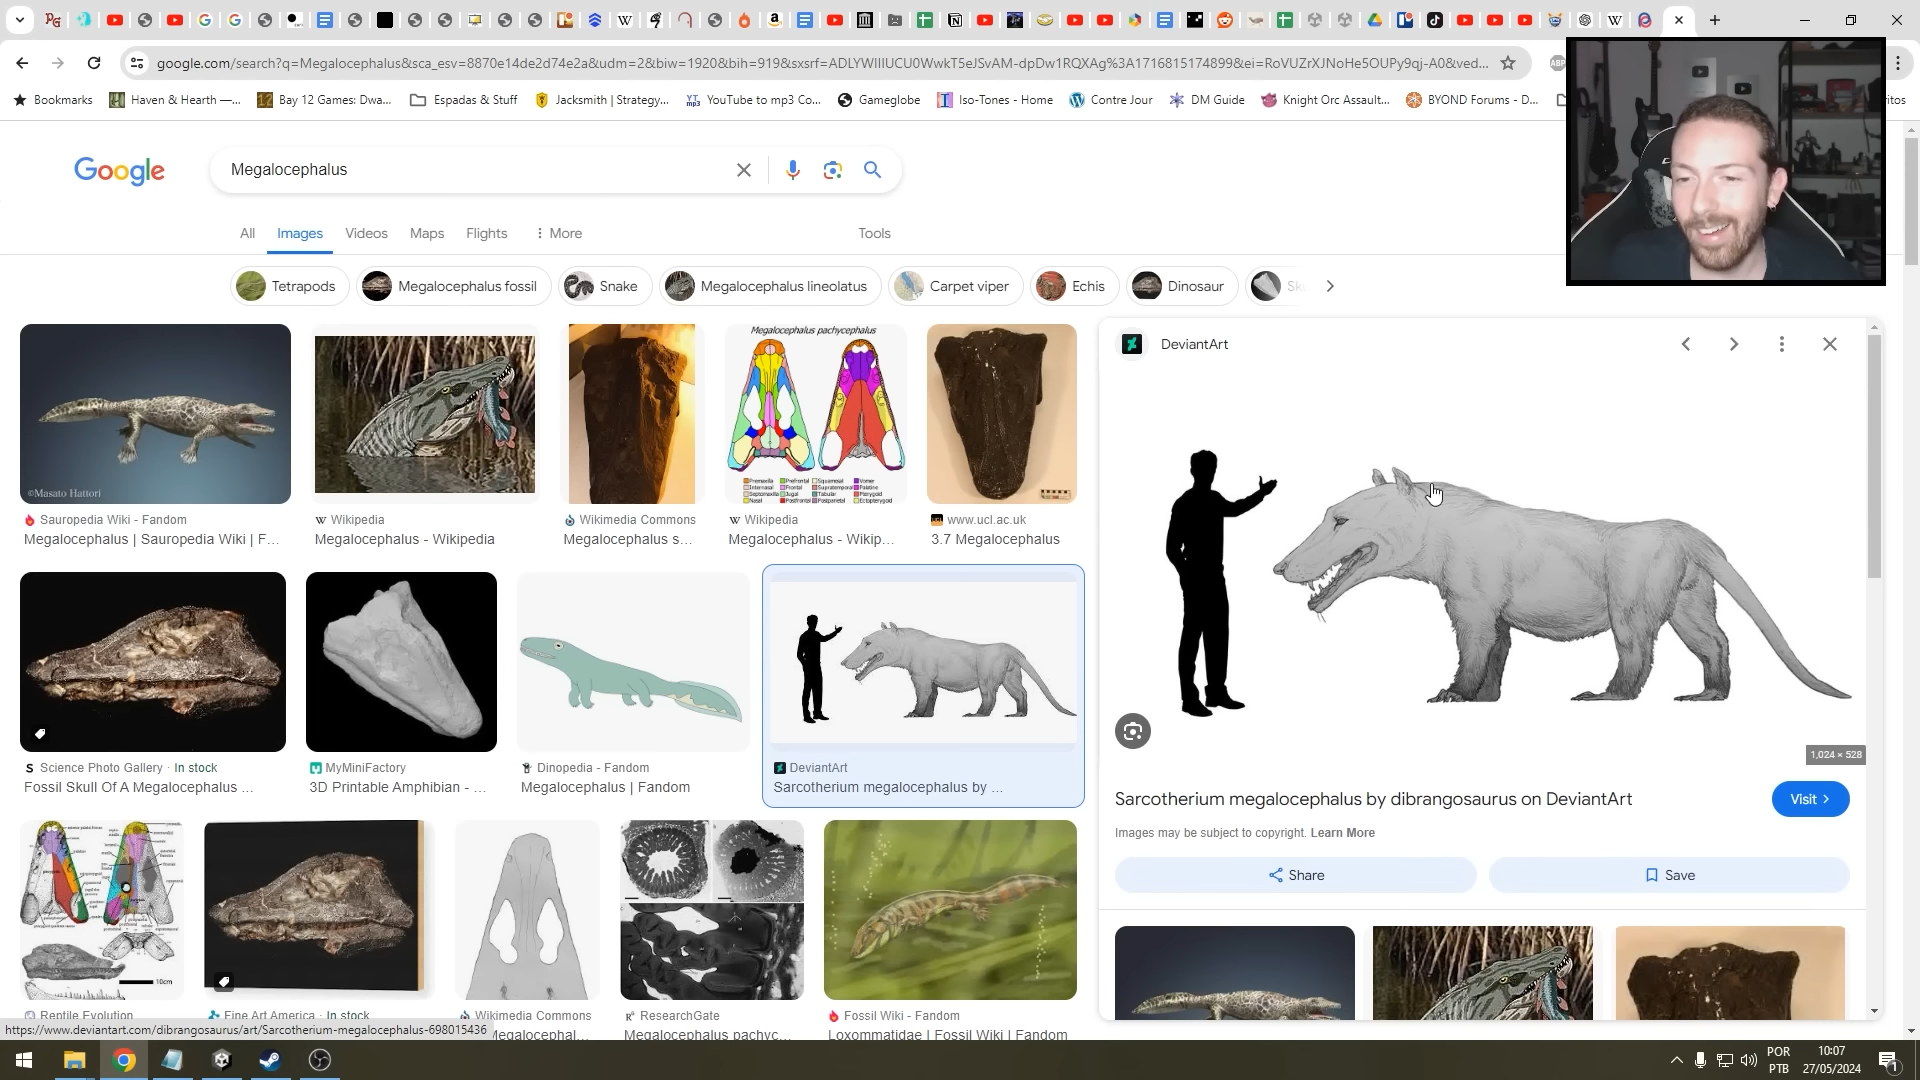 google.com/search?q=Megalocephalus&sca_esv=8870e14de2d74e2a&udm=2&biw=1920&bih=919&sxsrf=ADLYWIIIUCU0WwkT5eJSvAM-dpDw1RQXAg%3A1716815174899&ei=RoVUZrXJNoHe5OUPy9qj-A0&ved...
ABP
Bookmarks Haven & Hearth —... Bay 12 Games: Dwa... Espadas & Stuff Jacksmith | Strategy... YouTube to mp3 Co... Gameglobe Iso-Tones - Home Contre Jour DM Guide Knight Orc Assault... BYOND Forums - D... itos
Google
Megalocephalus
All Images Videos Maps Flights More Tools
Tetrapods Megalocephalus fossil Snake Megalocephalus lineolatus Carpet viper Echis Dinosaur
DeviantArt
Megalocephalus pachycephalus
©Masato Hattori
Sauropedia Wiki - Fandom
Megalocephalus | Sauropedia Wiki | F...
Wikipedia
Megalocephalus - Wikipedia
Wikimedia Commons
Megalocephalus s...
Wikipedia
Megalocephalus - Wikip...
www.ucl.ac.uk
3.7 Megalocephalus
Science Photo Gallery · In stock
Fossil Skull Of A Megalocephalus ...
MyMiniFactory
3D Printable Amphibian - ...
Dinopedia - Fandom
Megalocephalus | Fandom
DeviantArt
Sarcotherium megalocephalus by ...
1,024 × 528
Sarcotherium megalocephalus by dibrangosaurus on DeviantArt
Visit
Images may be subject to copyright. Learn More
Share
Save
10cm
Reptile Evolution
Fine Art America · In stock
Wikimedia Commons
Megalocephal...
ResearchGate
Megalocephalus pachyc...
Fossil Wiki - Fandom
Loxommatidae | Fossil Wiki | Fandom
https://www.deviantart.com/dibrangosaurus/art/Sarcotherium-megalocephalus-698015436
POR
PTB
10:07
27/05/2024
1